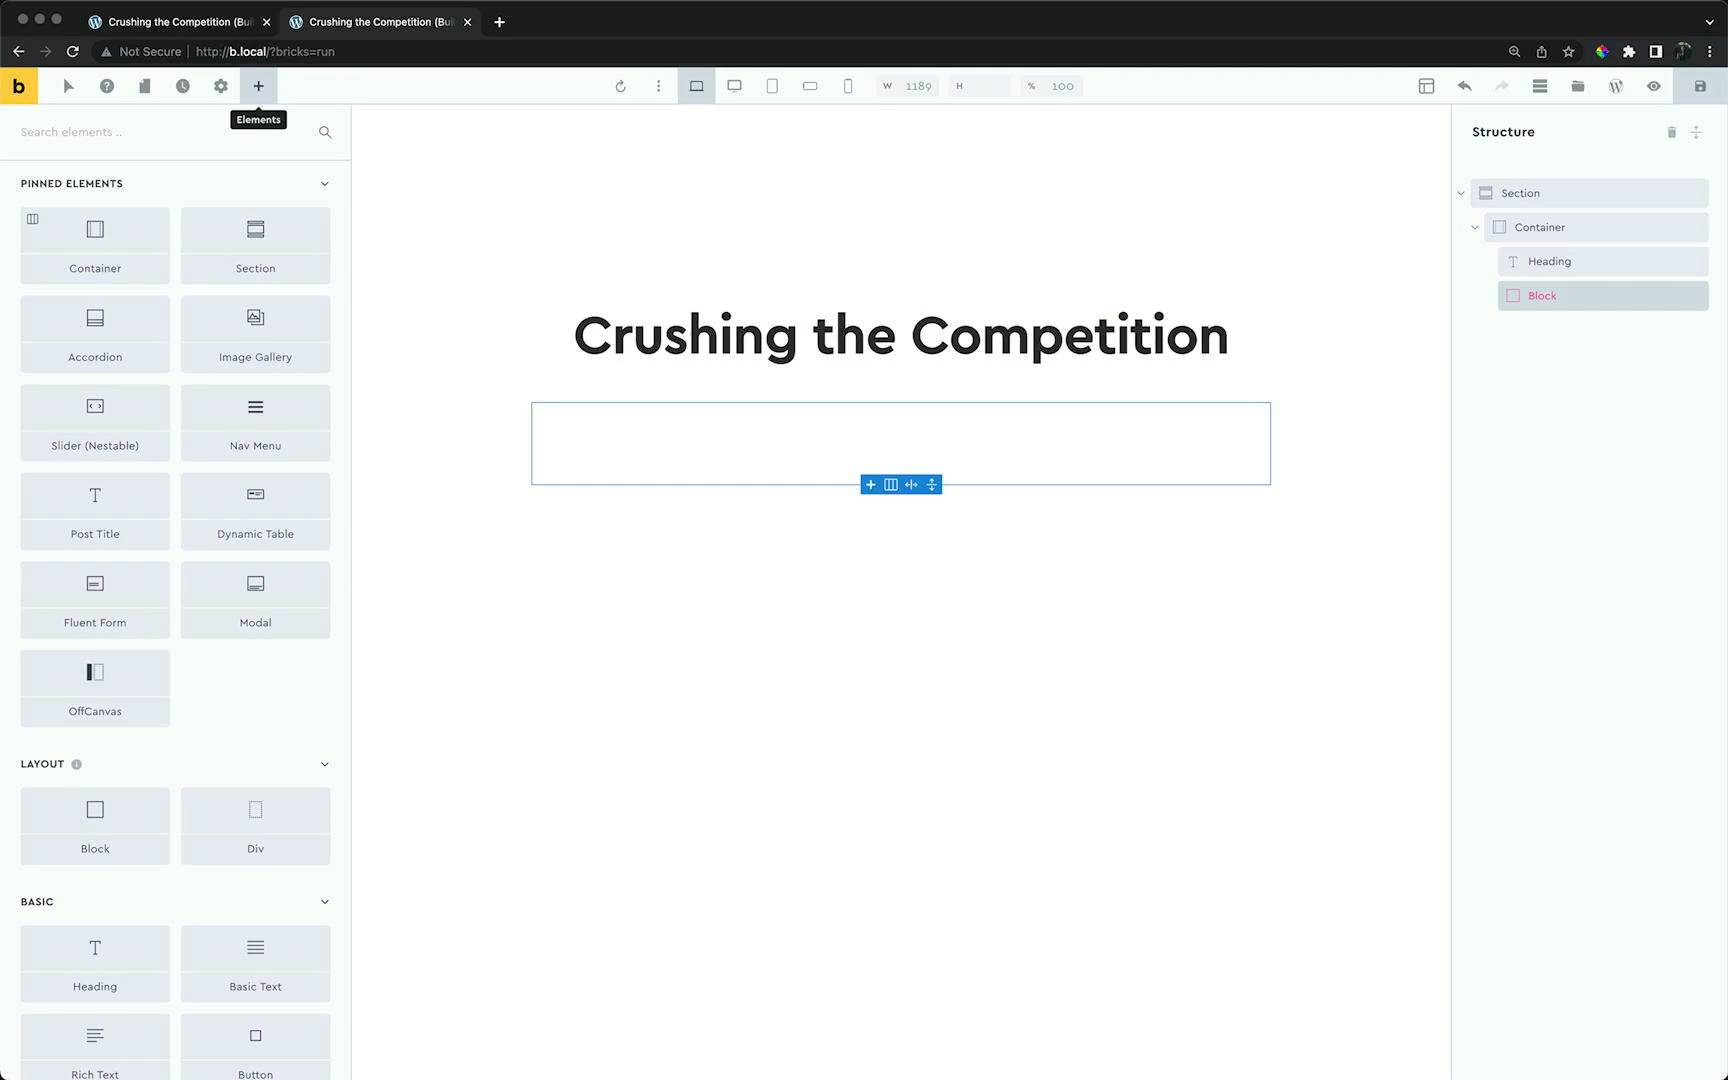 Crushing the Competition (Bui
Crushing the Competition (Bui
Not Secure
http://b.local/?bricks=run
b
W 1189
H
% 100
Elements
Search elements ..
Structure
PINNED ELEMENTS
Container
Section
Accordion
Image Gallery
Slider (Nestable)
Nav Menu
Post Title
Dynamic Table
Fluent Form
Modal
OffCanvas
LAYOUT
Block
Div
BASIC
Heading
Basic Text
Rich Text
Button
Crushing the Competition
Section
Container
Heading
Block